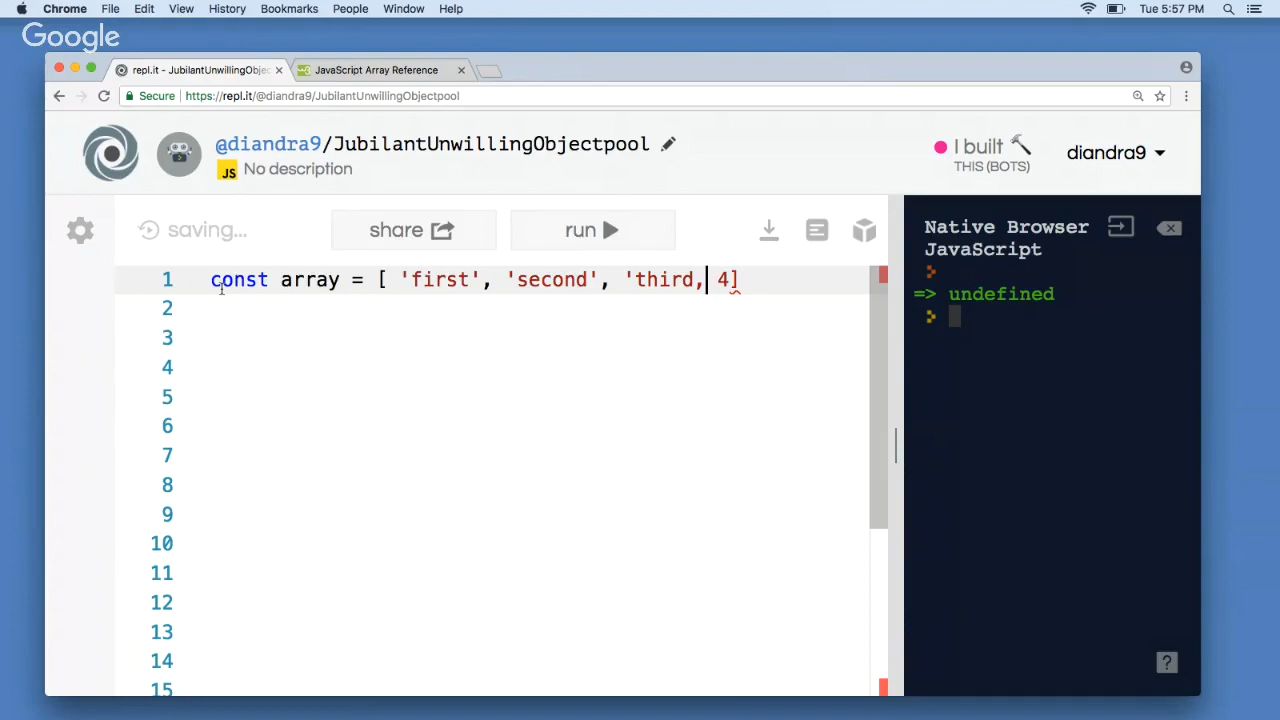 Chrome File Edit View History Bookmarks People Window Help Tue 5:57 PM
Google
repl.it - JubilantUnwillingObjec × JavaScript Array Reference ×
Secure | https://repl.it/@diandra9/JubilantUnwillingObjectpool
@diandra9/JubilantUnwillingObjectpool
JS No description
I built
THIS (BOTS)
diandra9
saving...
share
run
Native Browser
JavaScript
1 const array = [ 'first', 'second', 'third, 4]
2
3
4
5
6
7
8
9
10
11
12
13
14
15
=> undefined
?